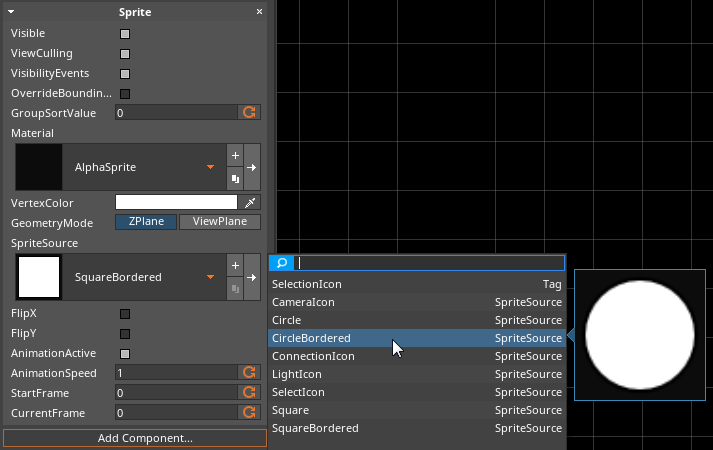 Sprite
Visible
ViewCulling
VisibilityEvents
OverrideBoundin...
GroupSortValue 0
Material
AlphaSprite
VertexColor
GeometryMode ZPlane ViewPlane
SpriteSource
SquareBordered
FlipX
FlipY
AnimationActive
AnimationSpeed 1
StartFrame 0
CurrentFrame 0
Add Component...
SelectionIcon Tag
CameraIcon SpriteSource
Circle SpriteSource
CircleBordered SpriteSource
ConnectionIcon SpriteSource
LightIcon SpriteSource
SelectIcon SpriteSource
Square SpriteSource
SquareBordered SpriteSource